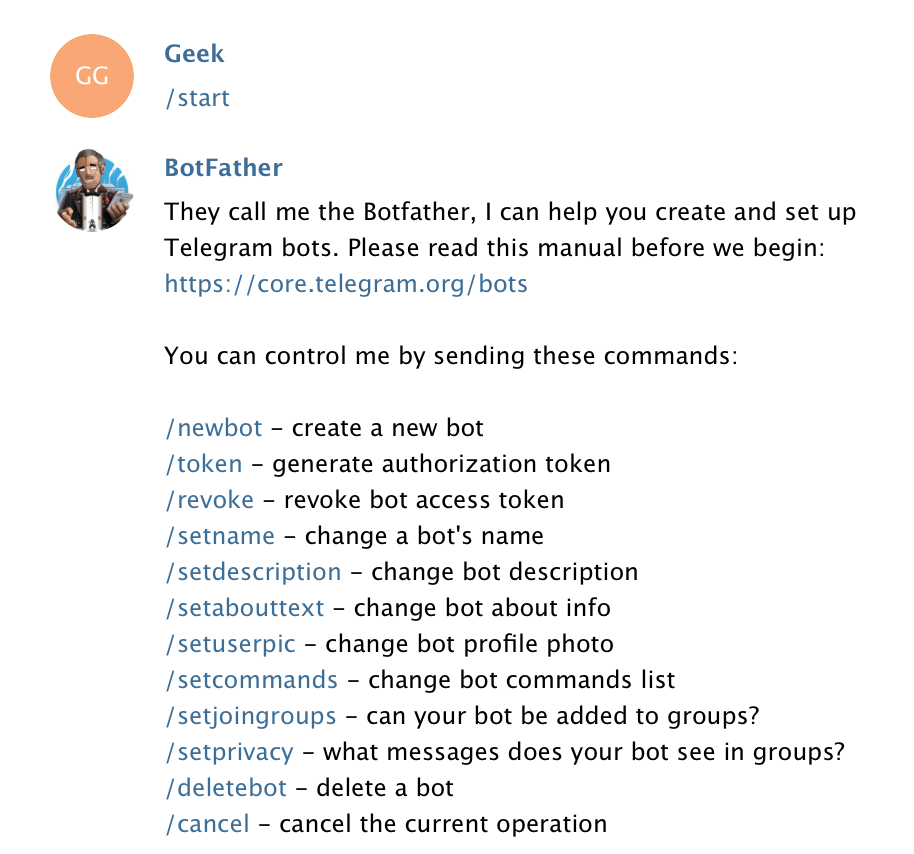 GG
Geek
/start
BotFather
They call me the Botfather, I can help you create and set up
Telegram bots. Please read this manual before we begin:
https://core.telegram.org/bots
You can control me by sending these commands:
/newbot – create a new bot
/token – generate authorization token
/revoke – revoke bot access token
/setname – change a bot's name
/setdescription – change bot description
/setabouttext – change bot about info
/setuserpic – change bot profile photo
/setcommands – change bot commands list
/setjoingroups – can your bot be added to groups?
/setprivacy – what messages does your bot see in groups?
/deletebot – delete a bot
/cancel – cancel the current operation